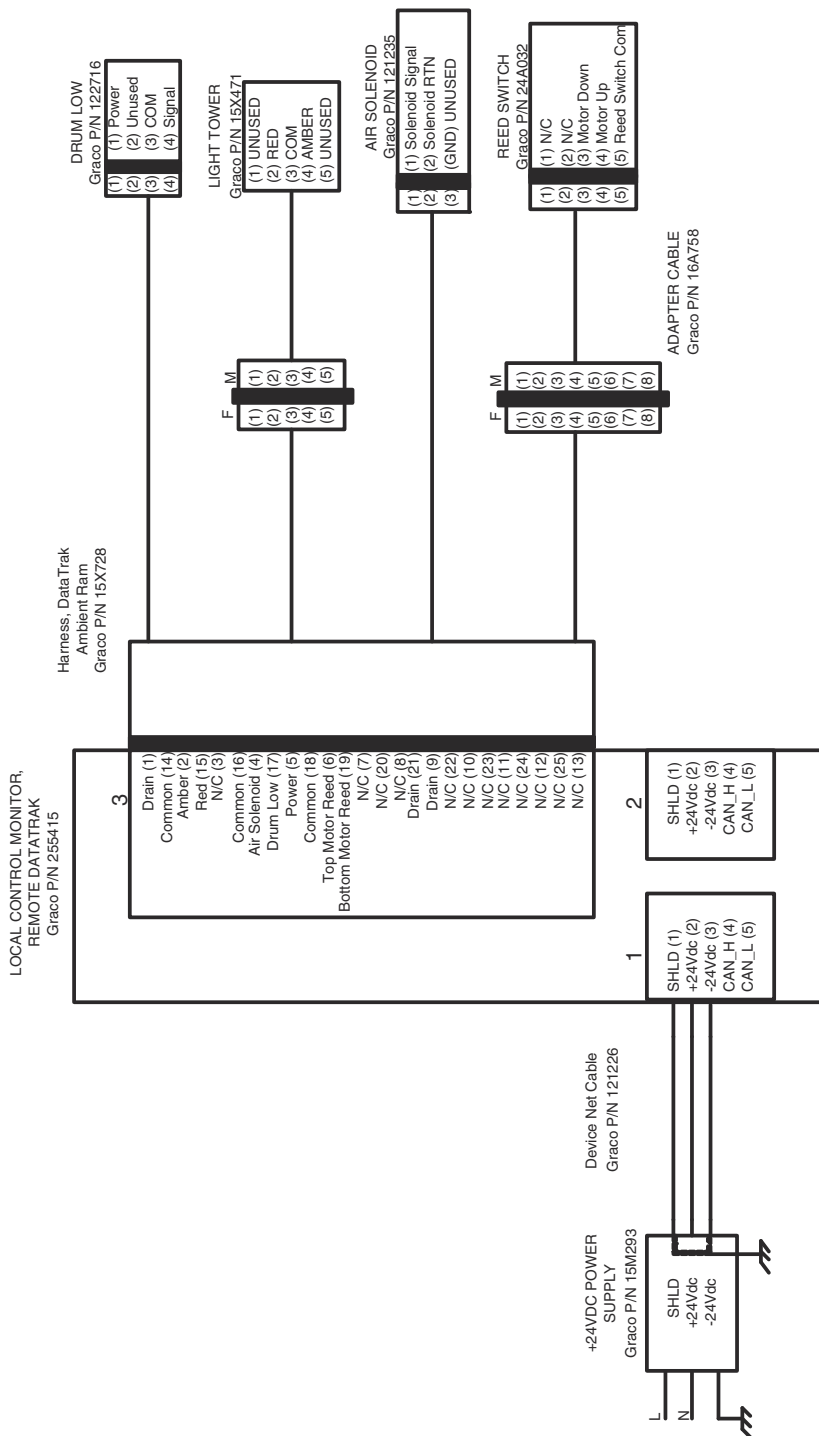 DRUM LOW
Graco P/N 122716
(1)
(2)
(3)
(4)
(1) Power
(2) Unused
(3) COM
(4) Signal
LIGHT TOWER
Graco P/N 15X471
(1) UNUSED
(2) RED
(3) COM
(4) AMBER
(5) UNUSED
AIR SOLENOID
Graco P/N 121235
(1)
(2)
(3)
(1) Solenoid Signal
(2) Solenoid RTN
(GND) UNUSED
REED SWITCH
Graco P/N 24A032
(1)
(2)
(3)
(4)
(5)
(1) N/C
(2) N/C
(3) Motor Down
(4) Motor Up
(5) Reed Switch Com
F
M
(1)
(2)
(3)
(4)
(5)
(1)
(2)
(3)
(4)
(5)
F
M
(1)
(2)
(3)
(4)
(5)
(6)
(7)
(8)
(1)
(2)
(3)
(4)
(5)
(6)
(7)
(8)
ADAPTER CABLE
Graco P/N 16A758
Harness, DataTrak
Ambient Ram
Graco P/N 15X728
LOCAL CONTROL MONITOR,
REMOTE DATATRAK
Graco P/N 255415
3
Drain (1)
Common (14)
Amber (2)
Red (15)
N/C (3)
Common (16)
Air Solenoid (4)
Drum Low (17)
Power (5)
Common (18)
Top Motor Reed (6)
Bottom Motor Reed (19)
N/C (7)
N/C (20)
N/C (8)
Drain (21)
Drain (9)
N/C (22)
N/C (10)
N/C (23)
N/C (11)
N/C (24)
N/C (12)
N/C (25)
N/C (13)
2
SHLD (1)
+24Vdc (2)
-24Vdc (3)
CAN_H (4)
CAN_L (5)
1
SHLD (1)
+24Vdc (2)
-24Vdc (3)
CAN_H (4)
CAN_L (5)
Device Net Cable
Graco P/N 121226
+24VDC POWER
SUPPLY
Graco P/N 15M293
SHLD
+24Vdc
-24Vdc
L
N